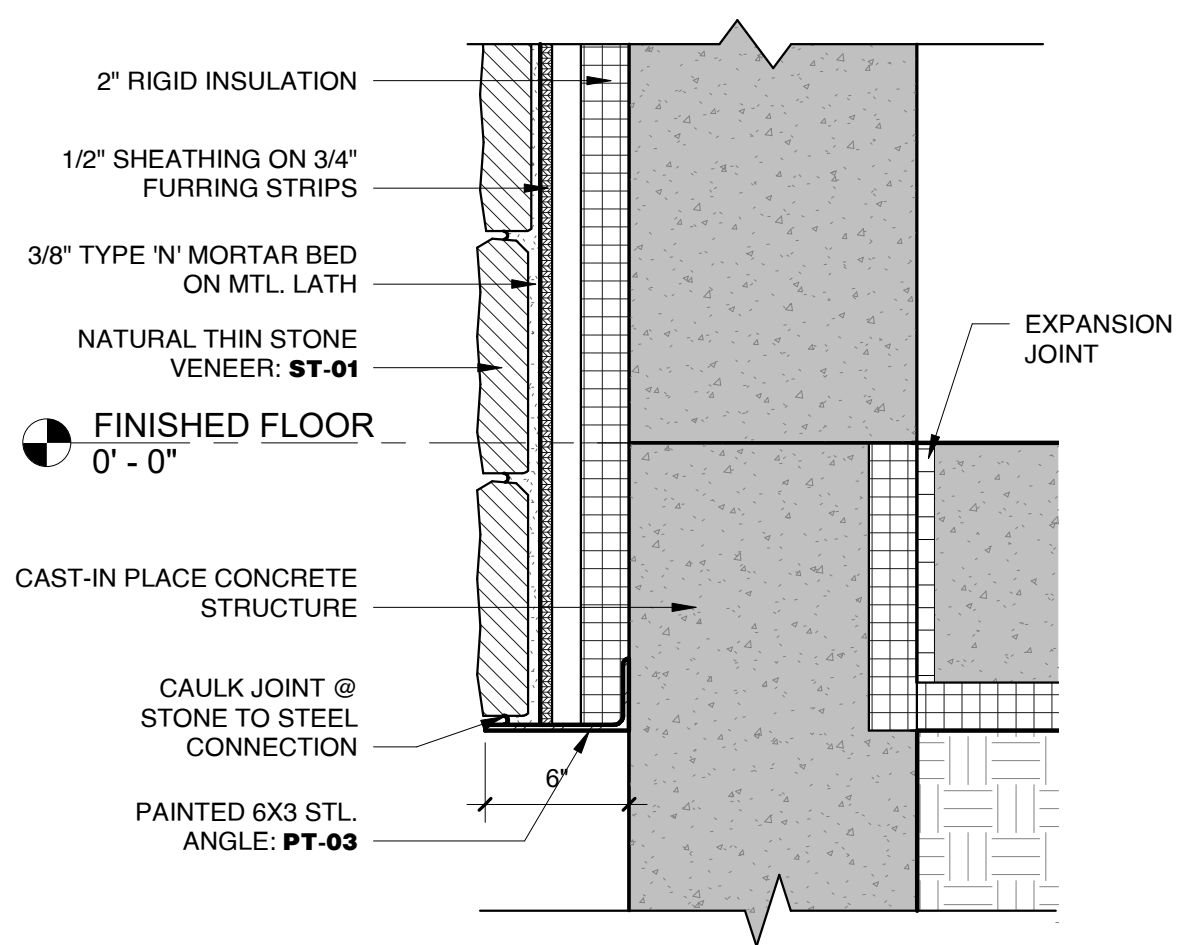 2" RIGID INSULATION
1/2" SHEATHING ON 3/4"
FURRING STRIPS
3/8" TYPE 'N' MORTAR BED
ON MTL. LATH
NATURAL THIN STONE
VENEER: ST-01
EXPANSION
JOINT
FINISHED FLOOR
0' - 0"
CAST-IN PLACE CONCRETE
STRUCTURE
CAULK JOINT @
STONE TO STEEL
CONNECTION
6"
PAINTED 6X3 STL.
ANGLE: PT-03